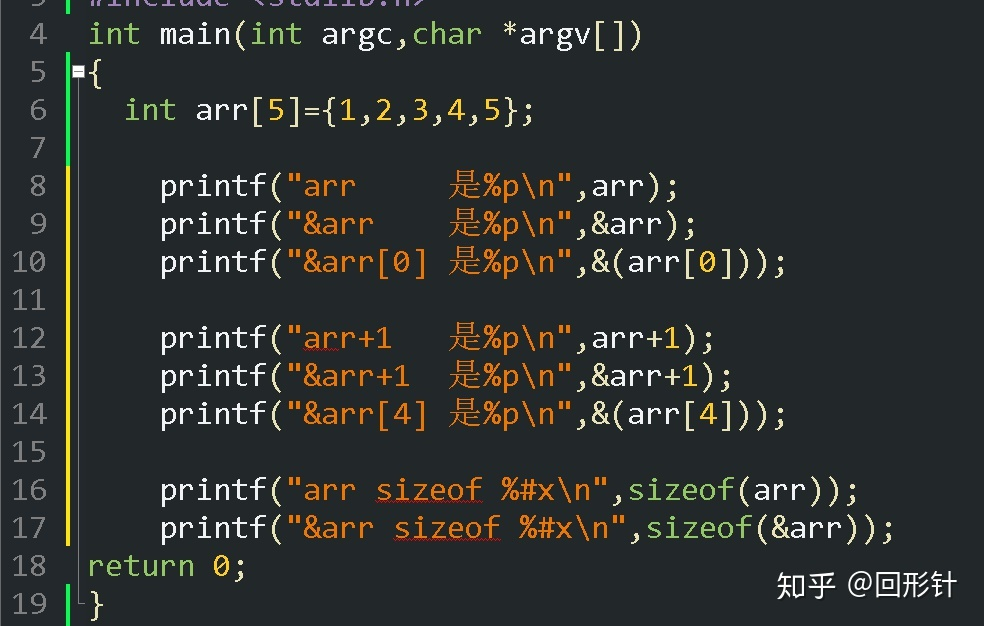 3 #include <stdlib.h>
4 int main(int argc,char *argv[])
5 {
6 int arr[5]={1,2,3,4,5};
7
8 printf("arr     是%p\n",arr);
9 printf("&arr    是%p\n",&arr);
10 printf("&arr[0] 是%p\n",&(arr[0]));
11
12 printf("arr+1   是%p\n",arr+1);
13 printf("&arr+1  是%p\n",&arr+1);
14 printf("&arr[4] 是%p\n",&(arr[4]));
15
16 printf("arr sizeof %#x\n",sizeof(arr));
17 printf("&arr sizeof %#x\n",sizeof(&arr));
18 return 0;
19 }
知乎 @回形针